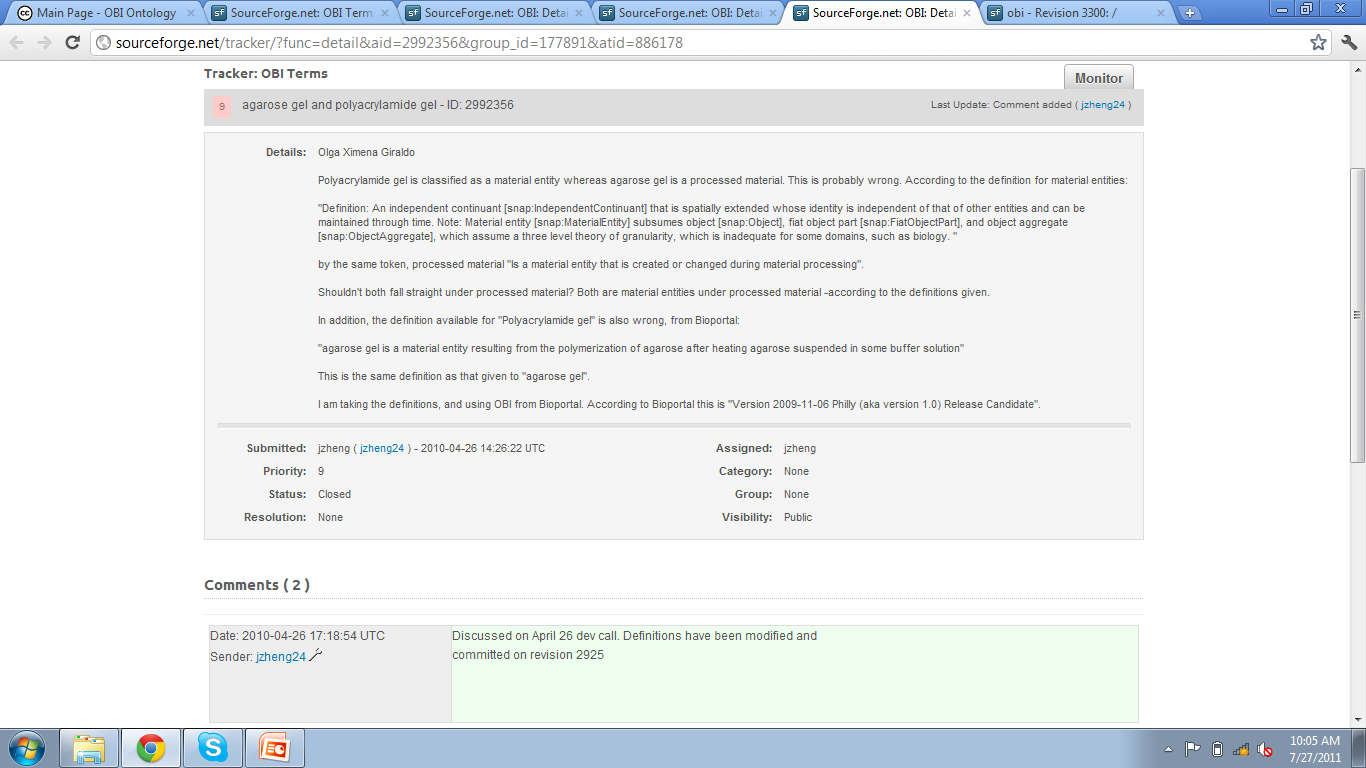 Main Page - OBI Ontology
SourceForge.net: OBI Term
SourceForge.net: OBI: Detai
SourceForge.net: OBI: Detai
SourceForge.net: OBI: Detai
obi - Revision 3300: /
sourceforge.net/tracker/?func=detail&aid=2992356&group_id=177891&atid=886178
Tracker: OBI Terms
Monitor
9 agarose gel and polyacrylamide gel - ID: 2992356
Last Update: Comment added ( jzheng24 )
Details: Olga Ximena Giraldo
Polyacrylamide gel is classified as a material entity whereas agarose gel is a processed material. This is probably wrong. According to the definition for material entities:
"Definition: An independent continuant [snap:IndependentContinuant] that is spatially extended whose identity is independent of that of other entities and can be
maintained through time. Note: Material entity [snap:MaterialEntity] subsumes object [snap:Object], fiat object part [snap:FiatObjectPart], and object aggregate
[snap:ObjectAggregate], which assume a three level theory of granularity, which is inadequate for some domains, such as biology. "
by the same token, processed material "Is a material entity that is created or changed during material processing".
Shouldn't both fall straight under processed material? Both are material entities under processed material -according to the definitions given.
In addition, the definition available for "Polyacrylamide gel" is also wrong, from Bioportal:
"agarose gel is a material entity resulting from the polymerization of agarose after heating agarose suspended in some buffer solution"
This is the same definition as that given to "agarose gel".
I am taking the definitions, and using OBI from Bioportal. According to Bioportal this is "Version 2009-11-06 Philly (aka version 1.0) Release Candidate".
Submitted: jzheng ( jzheng24 ) - 2010-04-26 14:26:22 UTC
Assigned: jzheng
Priority: 9
Category: None
Status: Closed
Group: None
Resolution: None
Visibility: Public
Comments ( 2 )
Date: 2010-04-26 17:18:54 UTC
Sender: jzheng24
Discussed on April 26 dev call. Definitions have been modified and
committed on revision 2925
10:05 AM
7/27/2011